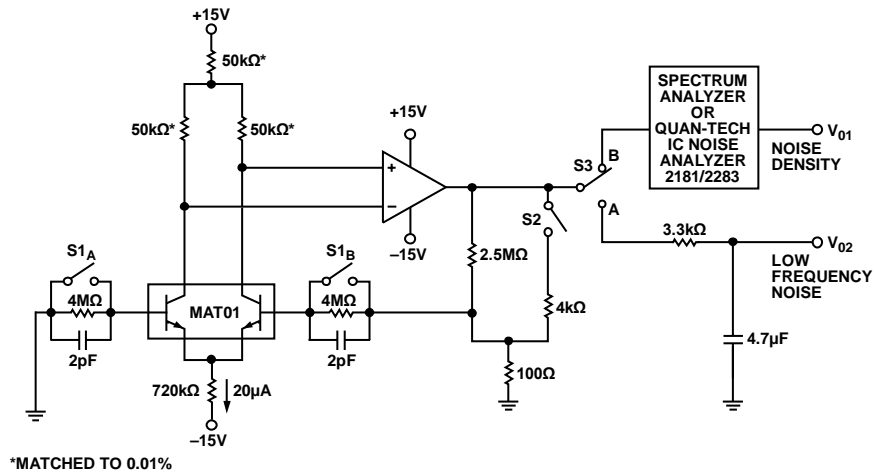 +15V
50kΩ*
50kΩ*
50kΩ*
+15V
+
−
–15V
SPECTRUM
ANALYZER
OR
QUAN-TECH
IC NOISE
ANALYZER
2181/2283
V01
NOISE
DENSITY
S3
B
A
S2
S1A
4MΩ
2pF
MAT01
S1B
4MΩ
2pF
2.5MΩ
4kΩ
100Ω
3.3kΩ
V02
LOW
FREQUENCY
NOISE
4.7µF
720kΩ
20µA
–15V
*MATCHED TO 0.01%